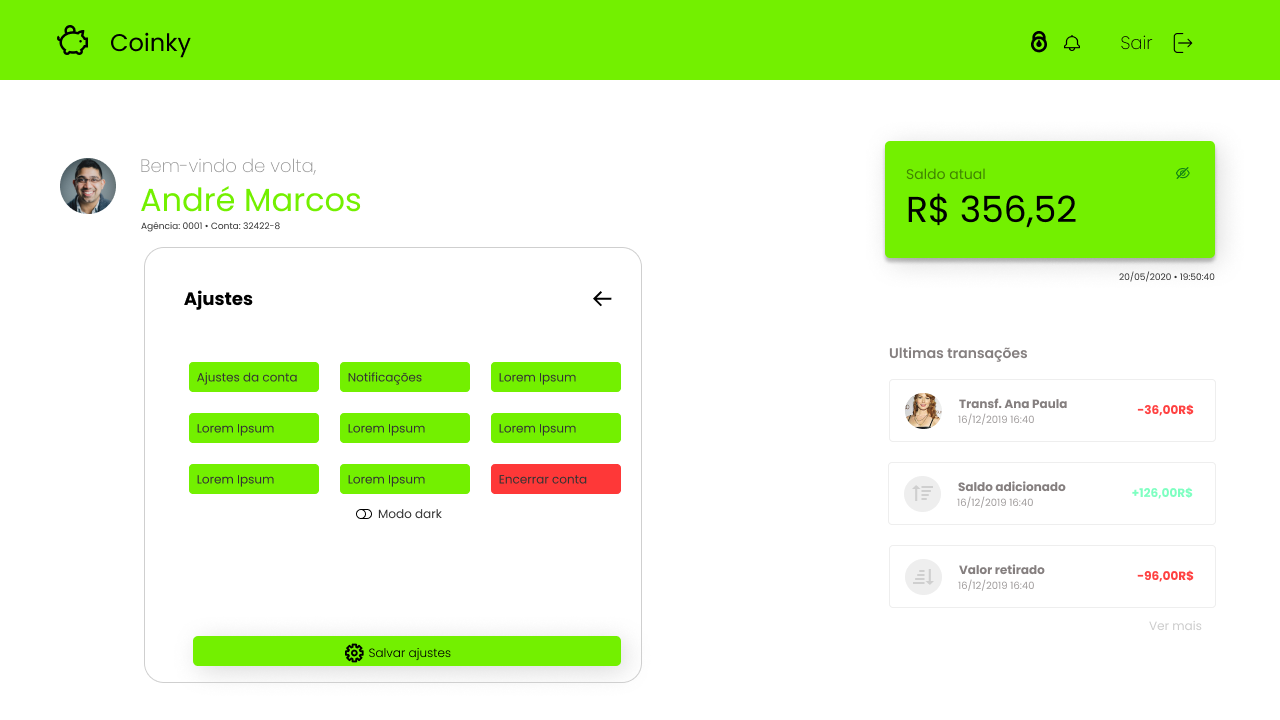 Coinky
Sair
Bem-vindo de volta,
André Marcos
Agência: 0001 • Conta: 32422-8
Saldo atual
R$ 356,52
20/05/2020 • 19:50:40
Ajustes
Ajustes da conta
Notificações
Lorem Ipsum
Lorem Ipsum
Lorem Ipsum
Lorem Ipsum
Lorem Ipsum
Lorem Ipsum
Encerrar conta
Modo dark
Salvar ajustes
Ultimas transações
Transf. Ana Paula
16/12/2019 16:40
-36,00R$
Saldo adicionado
16/12/2019 16:40
+126,00R$
Valor retirado
16/12/2019 16:40
-96,00R$
Ver mais